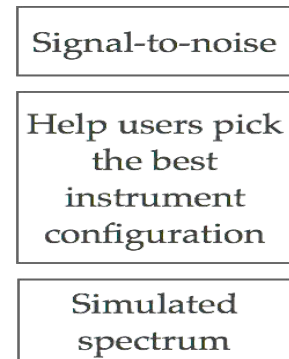 Signal-to-noise
Help users pick
the best
instrument
configuration
Simulated
spectrum